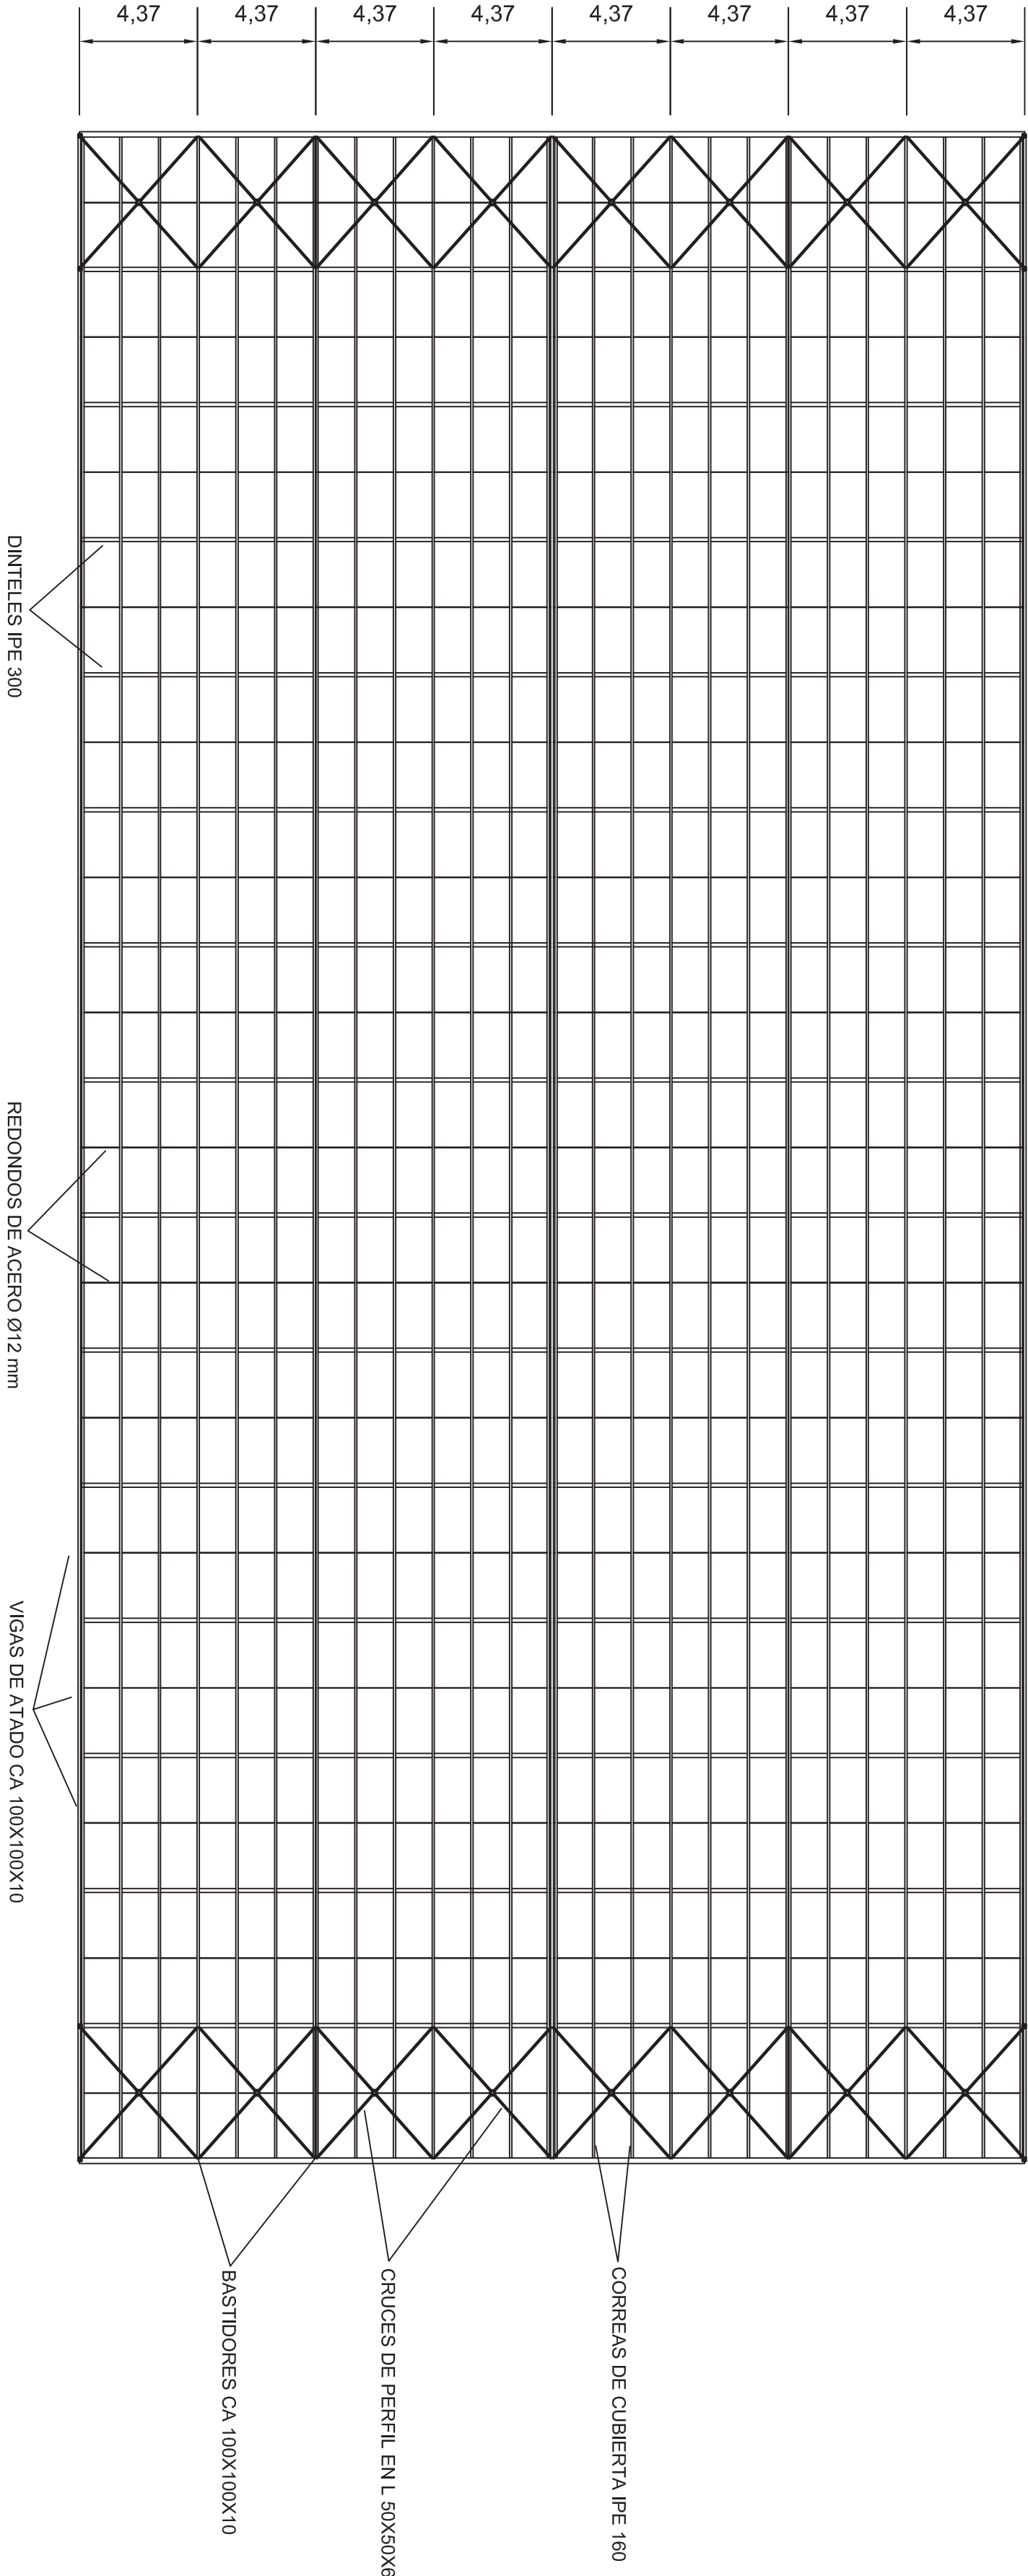 4,37 4,37 4,37 4,37 4,37 4,37 4,37 4,37
DINTELES IPE 300
REDONDOS DE ACERO Ø12 mm
VIGAS DE ATADO CA 100X100X10
BASTIDORES CA 100X100X10
CRUCES DE PERFIL EN L 50X50X6
CORREAS DE CUBIERTA IPE 160